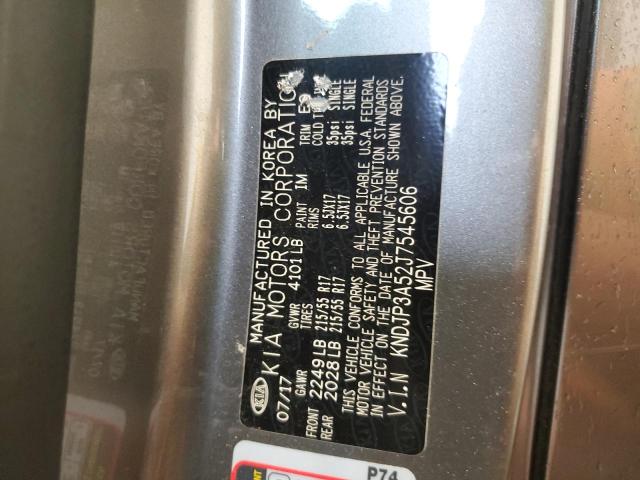 MANUFACTURED IN KOREA BY
KIA KIA MOTORS CORPORATION
07/17 GVWR 4101LB PAINT 1M TRIM
GAWR TIRES RIMS COLD
FRONT 2249LB 215/55 R17 6.5JX17 35psi SINGLE
REAR 2028LB 215/55 R17 6.5JX17 35psi SINGLE
THIS VEHICLE CONFORMS TO ALL APPLICABLE U.S.A. FEDERAL
MOTOR VEHICLE SAFETY AND THEFT PREVENTION STANDARDS
IN EFFECT ON THE DATE OF MANUFACTURE SHOWN ABOVE.
V.I.N KNDJP3A52J7545606
MPV
P74